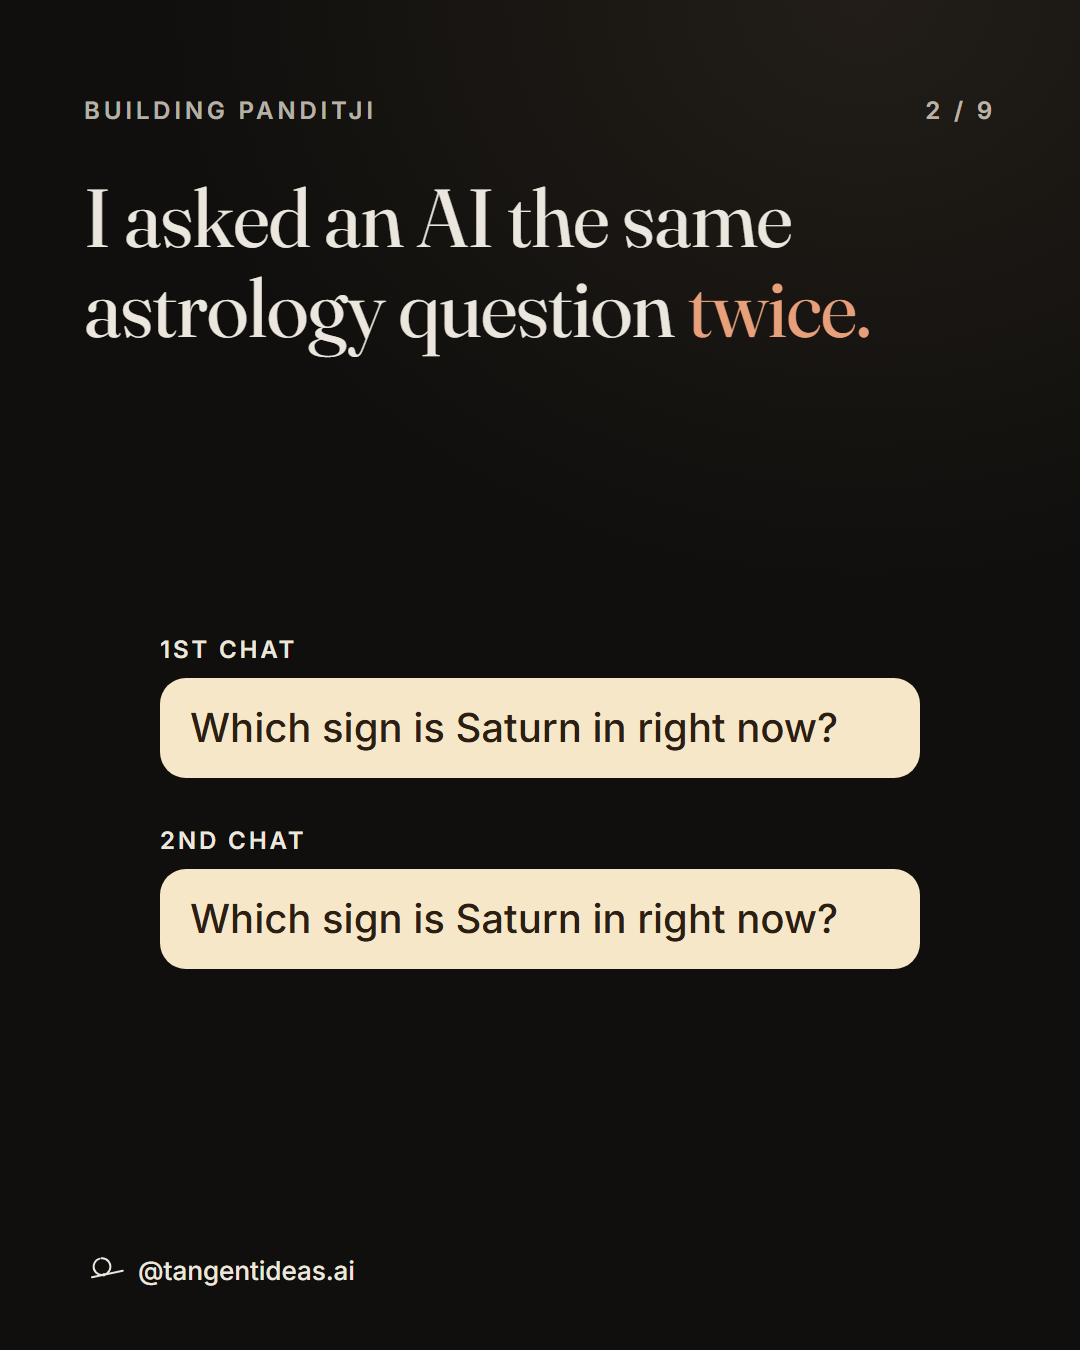 BUILDING PANDITJI
2 / 9
I asked an AI the same
astrology question twice.
1ST CHAT
Which sign is Saturn in right now?
2ND CHAT
Which sign is Saturn in right now?
@tangentideas.ai